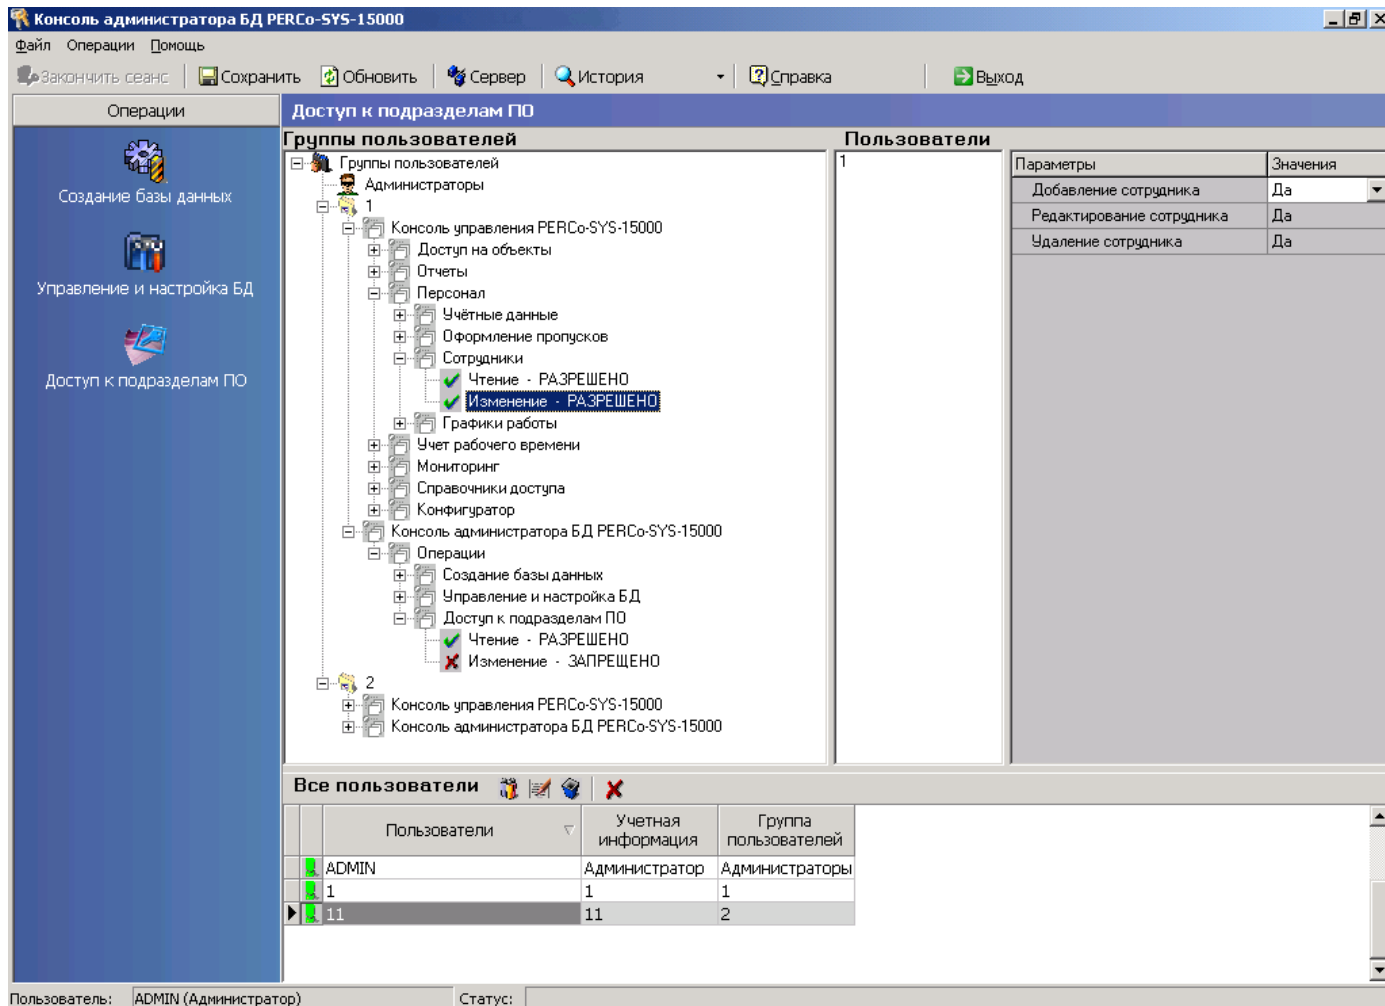 Консоль администратора БД PERCo-SYS-15000
Файл Операции Помощь
Закончить сеанс Сохранить Обновить Сервер История Справка Выход
Операции
Создание базы данных
Управление и настройка БД
Доступ к подразделам ПО
Доступ к подразделам ПО
Группы пользователей
Группы пользователей
Администраторы
1
Консоль управления PERCo-SYS-15000
Доступ на объекты
Отчеты
Персонал
Учётные данные
Оформление пропусков
Сотрудники
Чтение - РАЗРЕШЕНО
Изменение - РАЗРЕШЕНО
Графики работы
Учет рабочего времени
Мониторинг
Справочники доступа
Конфигуратор
Консоль администратора БД PERCo-SYS-15000
Операции
Создание базы данных
Управление и настройка БД
Доступ к подразделам ПО
Чтение - РАЗРЕШЕНО
Изменение - ЗАПРЕЩЕНО
2
Консоль управления PERCo-SYS-15000
Консоль администратора БД PERCo-SYS-15000
Пользователи
1
Параметры Значения
Добавление сотрудника Да
Редактирование сотрудника Да
Удаление сотрудника Да
Все пользователи
Пользователи Учетная информация Группа пользователей
ADMIN Администратор Администраторы
1 1 1
11 11 2
Пользователь: ADMIN (Администратор) Статус: